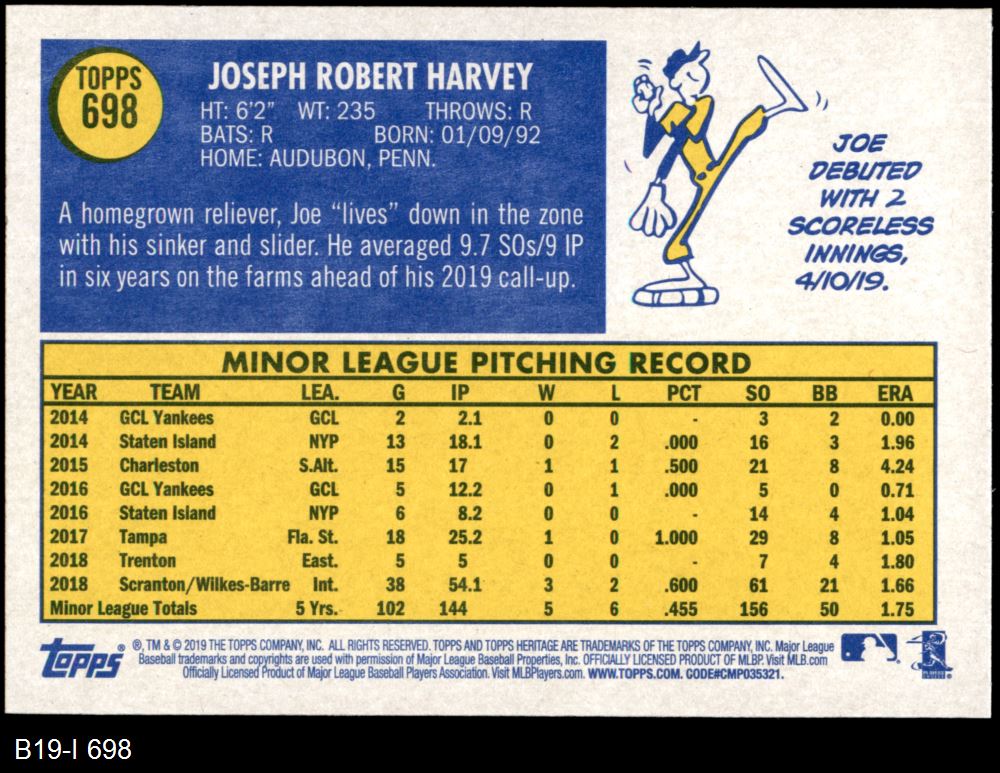 TOPPS
698
JOSEPH ROBERT HARVEY
HT: 6'2" WT: 235 THROWS: R
BATS: R BORN: 01/09/92
HOME: AUDUBON, PENN.
A homegrown reliever, Joe "lives" down in the zone
with his sinker and slider. He averaged 9.7 SOs/9 IP
in six years on the farms ahead of his 2019 call-up.
JOE
DEBUTED
WITH 2
SCORELESS
INNINGS,
4/10/19.
MINOR LEAGUE PITCHING RECORD
YEAR TEAM LEA. G IP W L PCT SO BB ERA
2014 GCL Yankees GCL 2 2.1 0 0 - 3 2 0.00
2014 Staten Island NYP 13 18.1 0 2 .000 16 3 1.96
2015 Charleston S.Alt. 15 17 1 1 .500 21 8 4.24
2016 GCL Yankees GCL 5 12.2 0 1 .000 5 0 0.71
2016 Staten Island NYP 6 8.2 0 0 - 14 4 1.04
2017 Tampa Fla. St. 18 25.2 1 0 1.000 29 8 1.05
2018 Trenton East. 5 5 0 0 - 7 4 1.80
2018 Scranton/Wilkes-Barre Int. 38 54.1 3 2 .600 61 21 1.66
Minor League Totals 5 Yrs. 102 144 5 6 .455 156 50 1.75
topps® ®, TM & © 2019 THE TOPPS COMPANY, INC. ALL RIGHTS RESERVED. TOPPS AND TOPPS HERITAGE ARE TRADEMARKS OF THE TOPPS COMPANY, INC. Major League
Baseball trademarks and copyrights are used with permission of Major League Baseball Properties, Inc. OFFICIALLY LICENSED PRODUCT OF MLBP. Visit MLB.com
Officially Licensed Product of Major League Baseball Players Association. Visit MLBPlayers.com. WWW.TOPPS.COM. CODE#CMP035321.
B19-I 698